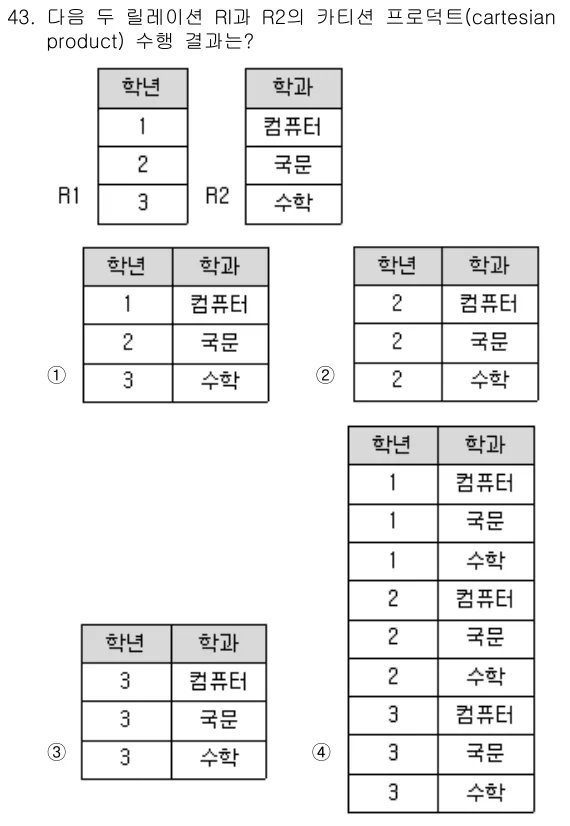 43. 다음 두 릴레이션 R1과 R2의 카티션 프로덕트(cartesian
product) 수행 결과는?
R1
학년
1
2
3
R2
학과
컴퓨터
국문
수학
①
학년 학과
1 컴퓨터
2 국문
3 수학
②
학년 학과
2 컴퓨터
2 국문
2 수학
③
학년 학과
3 컴퓨터
3 국문
3 수학
④
학년 학과
1 컴퓨터
1 국문
1 수학
2 컴퓨터
2 국문
2 수학
3 컴퓨터
3 국문
3 수학